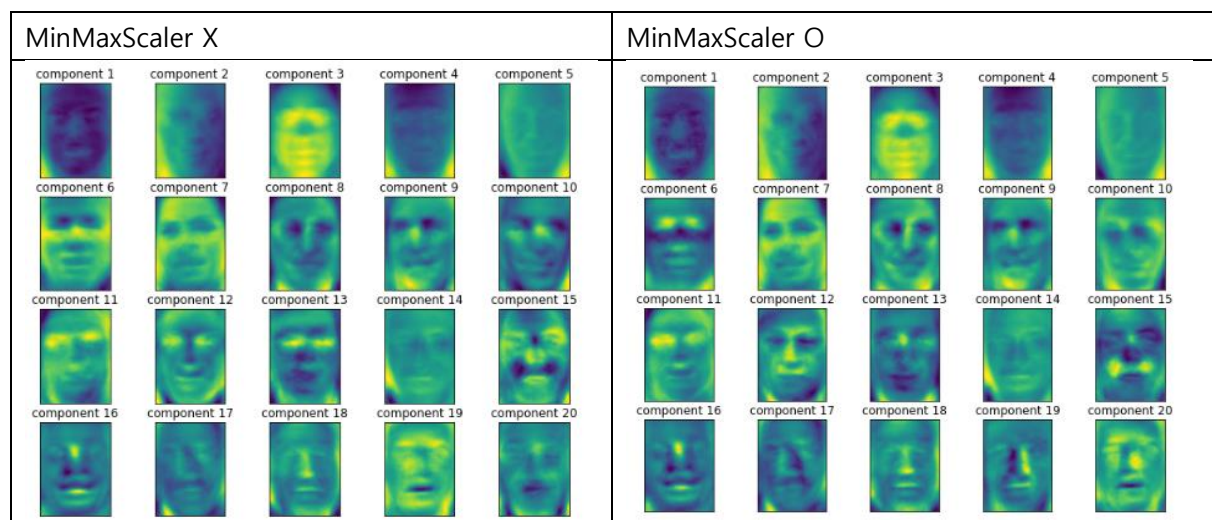 MinMaxScaler X
component 1 component 2 component 3 component 4 component 5
component 6 component 7 component 8 component 9 component 10
component 11 component 12 component 13 component 14 component 15
component 16 component 17 component 18 component 19 component 20
MinMaxScaler O
component 1 component 2 component 3 component 4 component 5
component 6 component 7 component 8 component 9 component 10
component 11 component 12 component 13 component 14 component 15
component 16 component 17 component 18 component 19 component 20